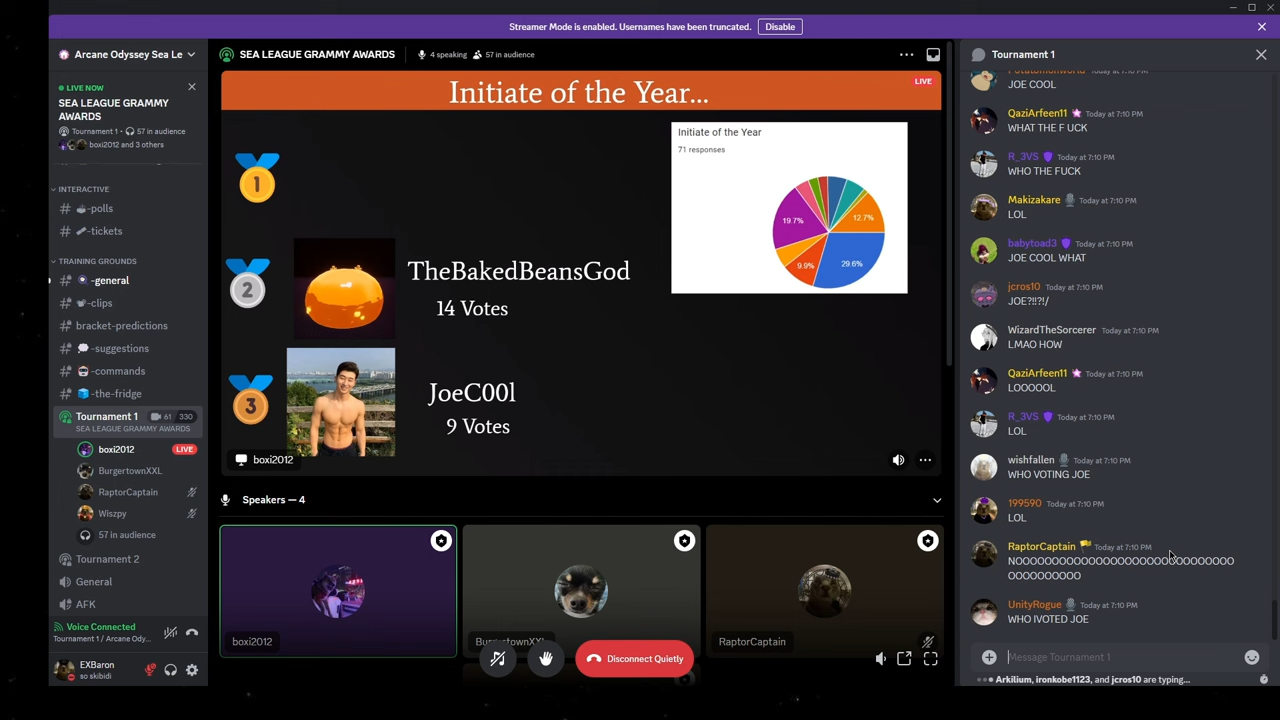 Streamer Mode is enabled. Usernames have been truncated.
Disable
Arcane Odyssey Sea Le
LIVE NOW
SEA LEAGUE GRAMMY
AWARDS
Tournament 1 • 57 in audience
boxi2012 and 3 others
INTERACTIVE
-polls
-tickets
TRAINING GROUNDS
-general
-clips
bracket-predictions
-suggestions
-commands
-the-fridge
Tournament 1
61
330
SEA LEAGUE GRAMMY AWARDS
boxi2012
LIVE
BurgertownXXL
RaptorCaptain
Wiszpy
57 in audience
Tournament 2
General
AFK
Voice Connected
Tournament 1 / Arcane Ody...
EXBaron
so skibidi
SEA LEAGUE GRAMMY AWARDS
4 speaking
57 in audience
Initiate of the Year...
LIVE
1
2
TheBakedBeansGod
14 Votes
3
JoeC00l
9 Votes
Initiate of the Year
71 responses
19.7%
12.7%
9.9%
29.6%
boxi2012
Speakers — 4
boxi2012
RaptorCaptain
Disconnect Quietly
Tournament 1
Today at 7:10 PM
JOE COOL
QaziArfeen11 Today at 7:10 PM
WHAT THE F UCK
R_3VS Today at 7:10 PM
WHO THE FUCK
Makizakare Today at 7:10 PM
LOL
babytoad3 Today at 7:10 PM
JOE COOL WHAT
jcros10 Today at 7:10 PM
JOE?!!?!/
WizardTheSorcerer Today at 7:10 PM
LMAO HOW
QaziArfeen11 Today at 7:10 PM
LOOOOOL
R_3VS Today at 7:10 PM
LOL
wishfallen Today at 7:10 PM
WHO VOTING JOE
199590 Today at 7:10 PM
LOL
RaptorCaptain Today at 7:10 PM
NOOOOOOOOOOOOOOOOOOOOOOOOOOOOOO
OOOOOOOOOO
UnityRogue Today at 7:10 PM
WHO IVOTED JOE
Message Tournament 1
Arkilium, ironkobe1123, and jcros10 are typing...